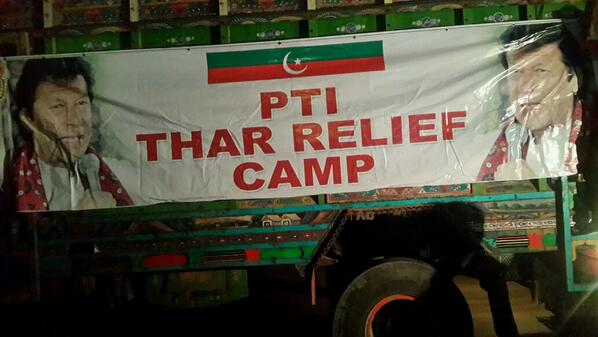 PTI
THAR RELIEF
CAMP